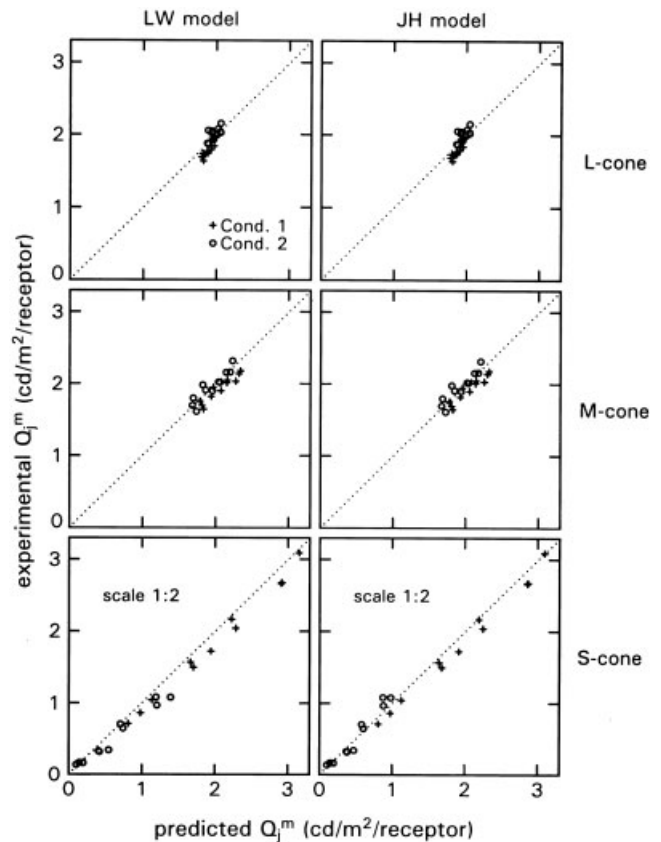 LW model
JH model
3
2
1
0
+ Cond. 1
o Cond. 2
L-cone
3
2
1
0
M-cone
3
2
1
0
scale 1:2
scale 1:2
S-cone
0 1 2 3 0 1 2 3
experimental Qⱼᵐ (cd/m²/receptor)
predicted Qⱼᵐ (cd/m²/receptor)